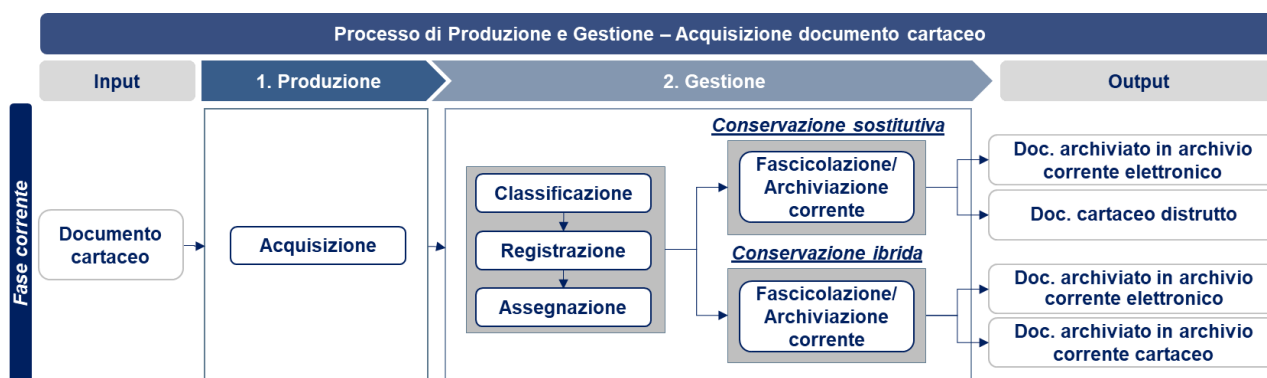 Processo di Produzione e Gestione – Acquisizione documento cartaceo
Input
1. Produzione
2. Gestione
Output
Fase corrente
Documento
cartaceo
Acquisizione
Classificazione
Registrazione
Assegnazione
Conservazione sostitutiva
Fascicolazione/
Archiviazione
corrente
Conservazione ibrida
Fascicolazione/
Archiviazione
corrente
Doc. archiviato in archivio
corrente elettronico
Doc. cartaceo distrutto
Doc. archiviato in archivio
corrente elettronico
Doc. archiviato in archivio
corrente cartaceo